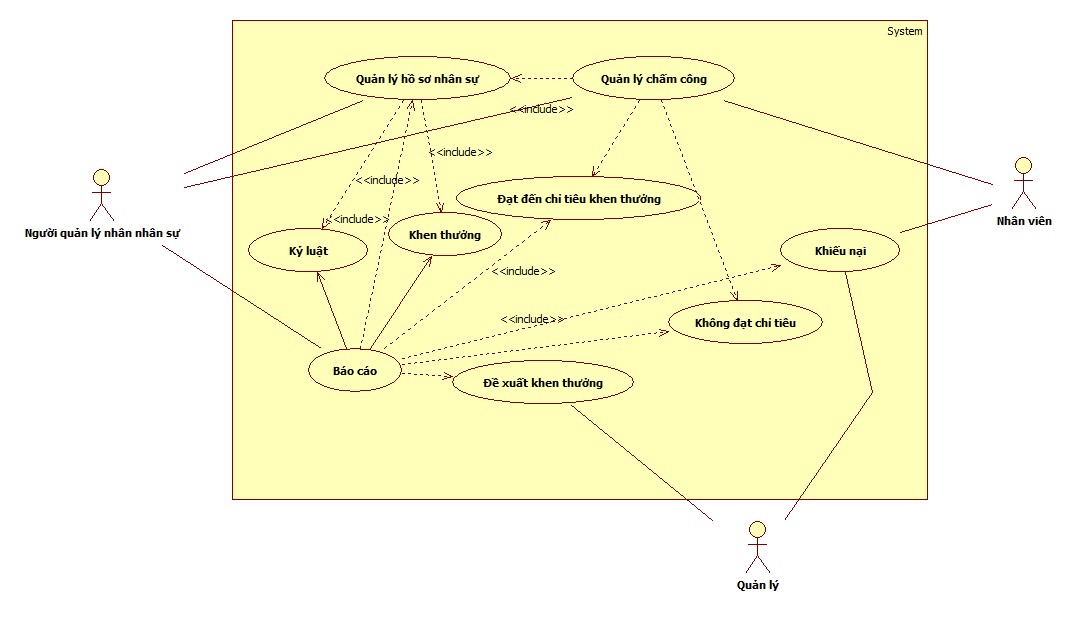 System
Quản lý hồ sơ nhân sự
Quản lý chấm công
<<include>>
<<include>>
<<include>>
<<include>>
Đạt đến chỉ tiêu khen thưởng
Kỷ luật
Khen thưởng
Khiếu nại
<<include>>
<<include>>
Không đạt chỉ tiêu
Báo cáo
Đề xuất khen thưởng
Người quản lý nhân nhân sự
Nhân viên
Quản lý